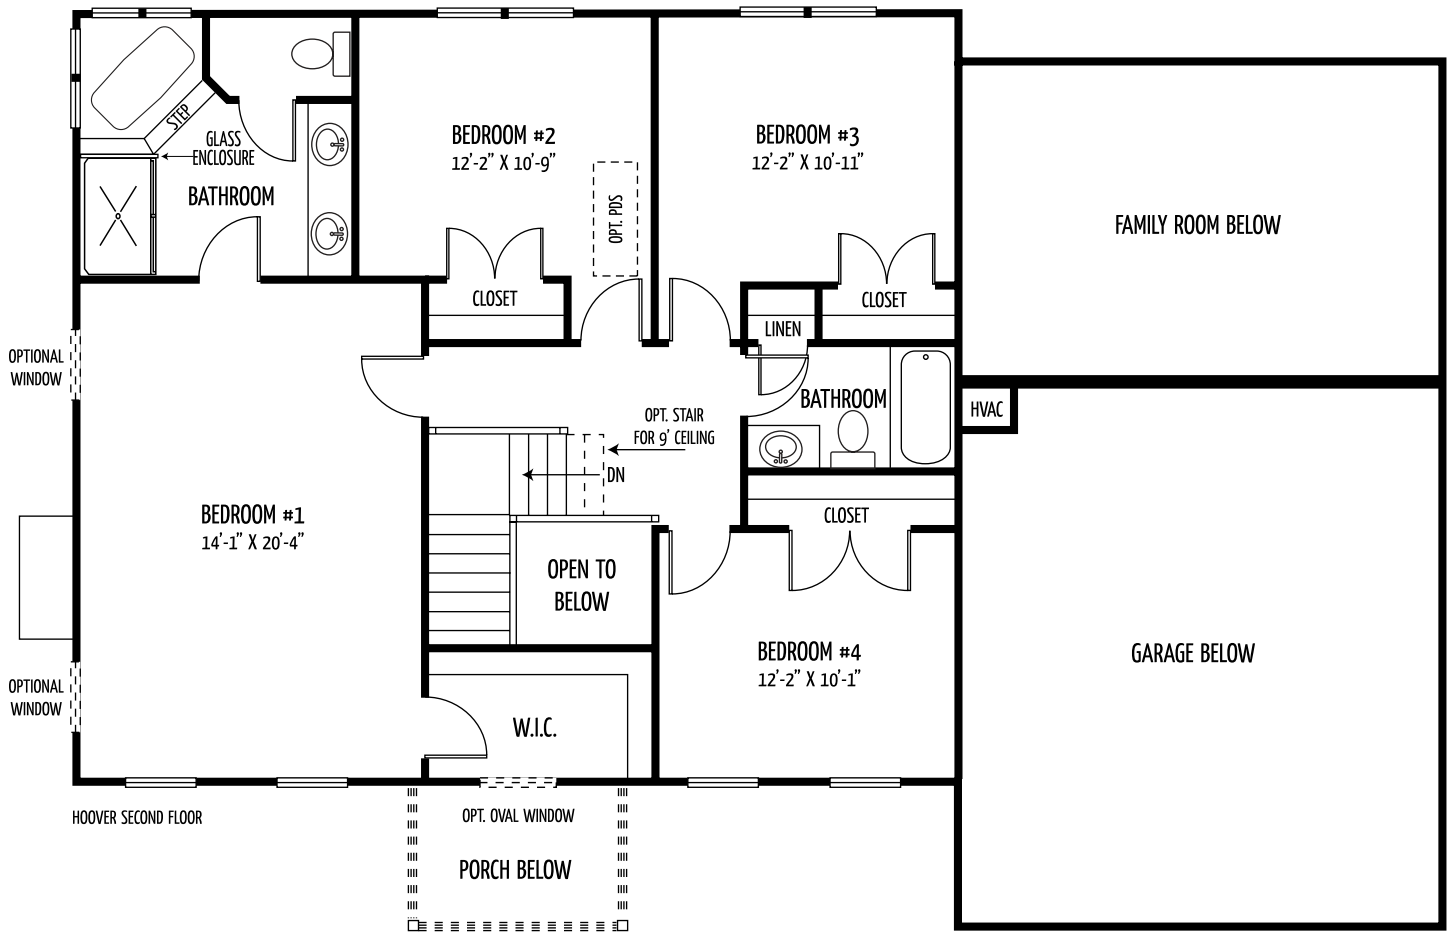 STEP
GLASS
ENCLOSURE
BATHROOM
BEDROOM #2
12'-2" X 10'-9"
OPT. PDS
BEDROOM #3
12'-2" X 10'-11"
FAMILY ROOM BELOW
CLOSET
CLOSET
LINEN
OPTIONAL
WINDOW
BATHROOM
HVAC
OPT. STAIR
FOR 9' CEILING
DN
BEDROOM #1
14'-1" X 20'-4"
CLOSET
OPEN TO
BELOW
BEDROOM #4
12'-2" X 10'-1"
GARAGE BELOW
OPTIONAL
WINDOW
W.I.C.
HOOVER SECOND FLOOR
OPT. OVAL WINDOW
PORCH BELOW